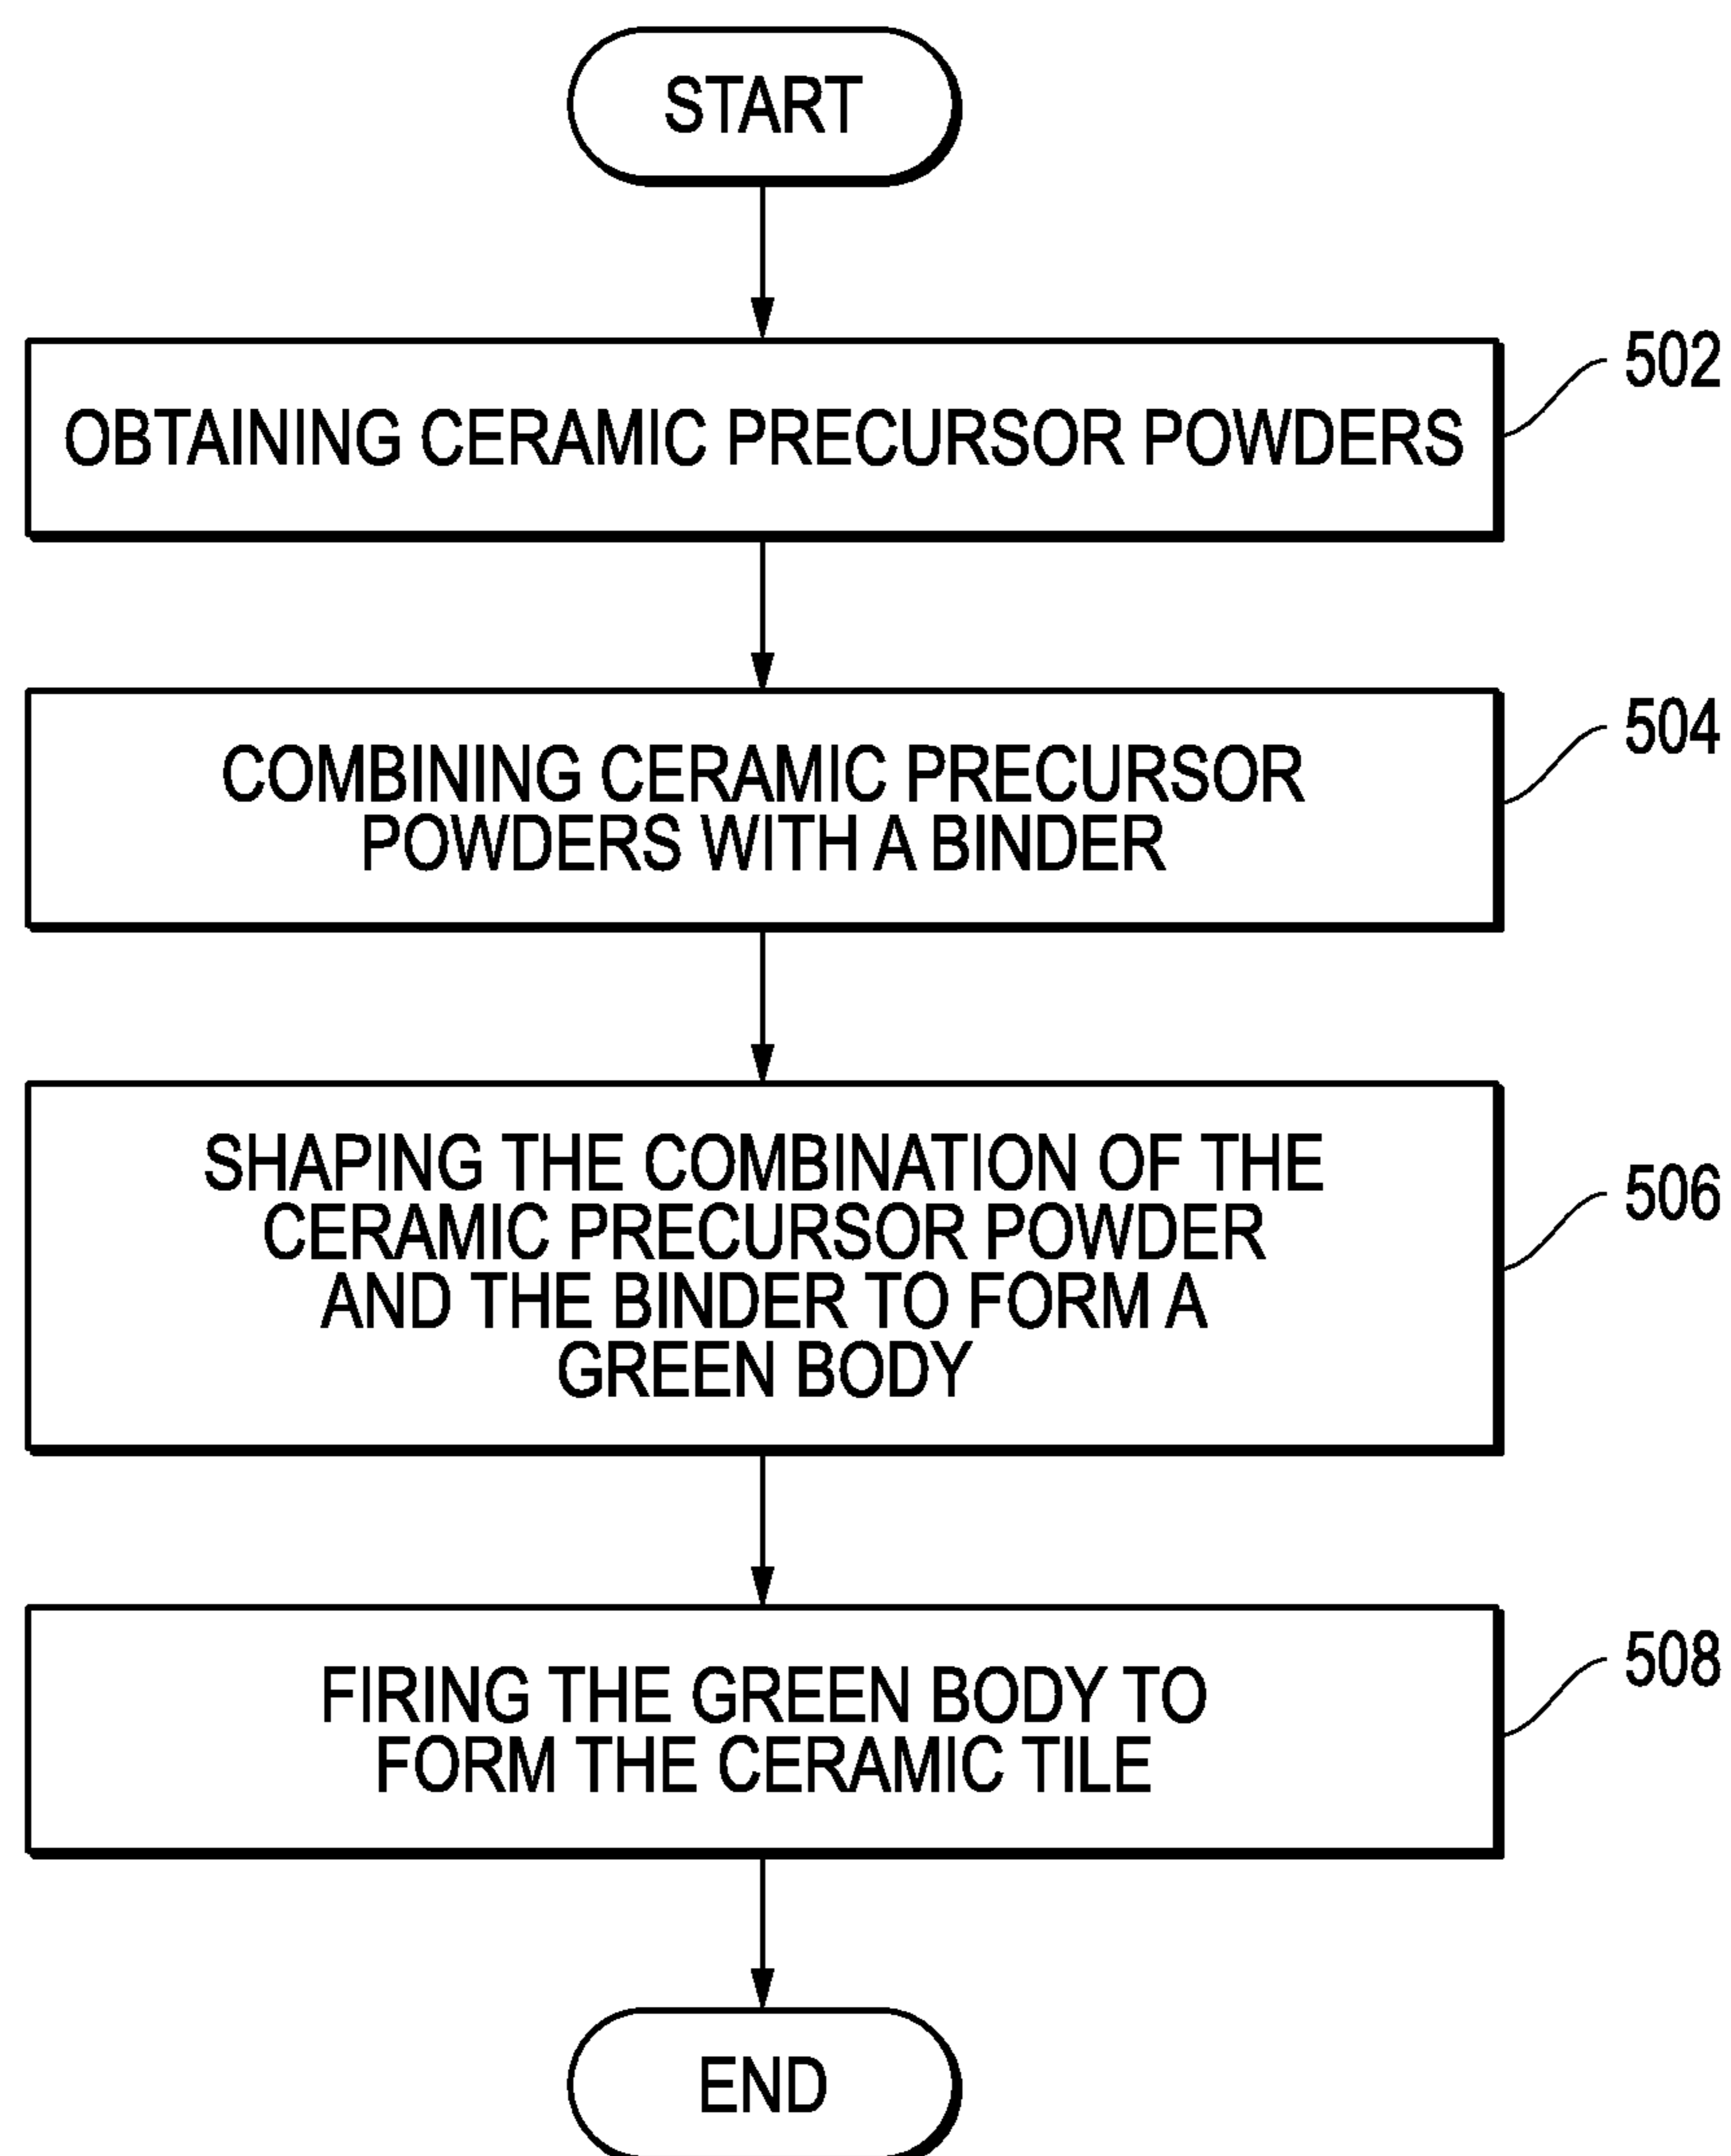 START
OBTAINING CERAMIC PRECURSOR POWDERS
502
COMBINING CERAMIC PRECURSOR
POWDERS WITH A BINDER
504
SHAPING THE COMBINATION OF THE
CERAMIC PRECURSOR POWDER
AND THE BINDER TO FORM A
GREEN BODY
506
FIRING THE GREEN BODY TO
FORM THE CERAMIC TILE
508
END